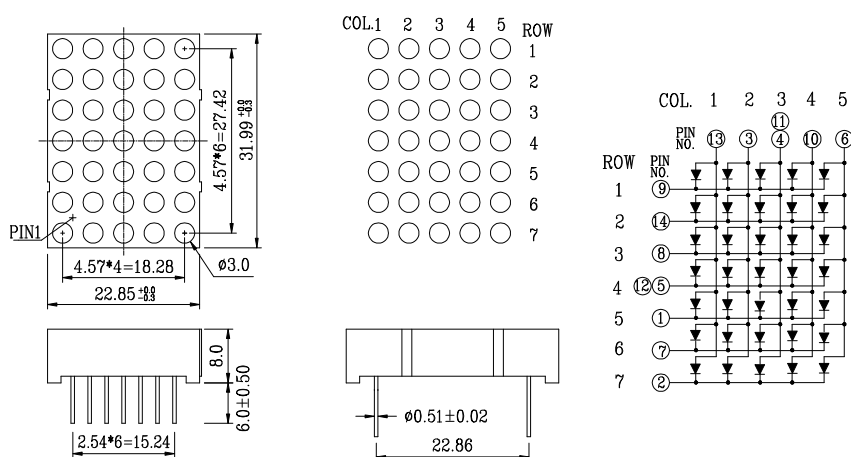 COL.1 2 3 4 5 ROW
1
2
3
4
5
6
7
4.57*6=27.42
31.99 +0.0 -0.3
PIN1
ø3.0
4.57*4=18.28
22.85 +0.0 -0.3
8.0
6.0±0.50
2.54*6=15.24
ø0.51±0.02
22.86
COL. 1 2 3 4 5
11
PIN NO. 13 3 4 10 6
ROW PIN NO.
1 9
2 14
3 8
4 12 5
5 1
6 7
7 2